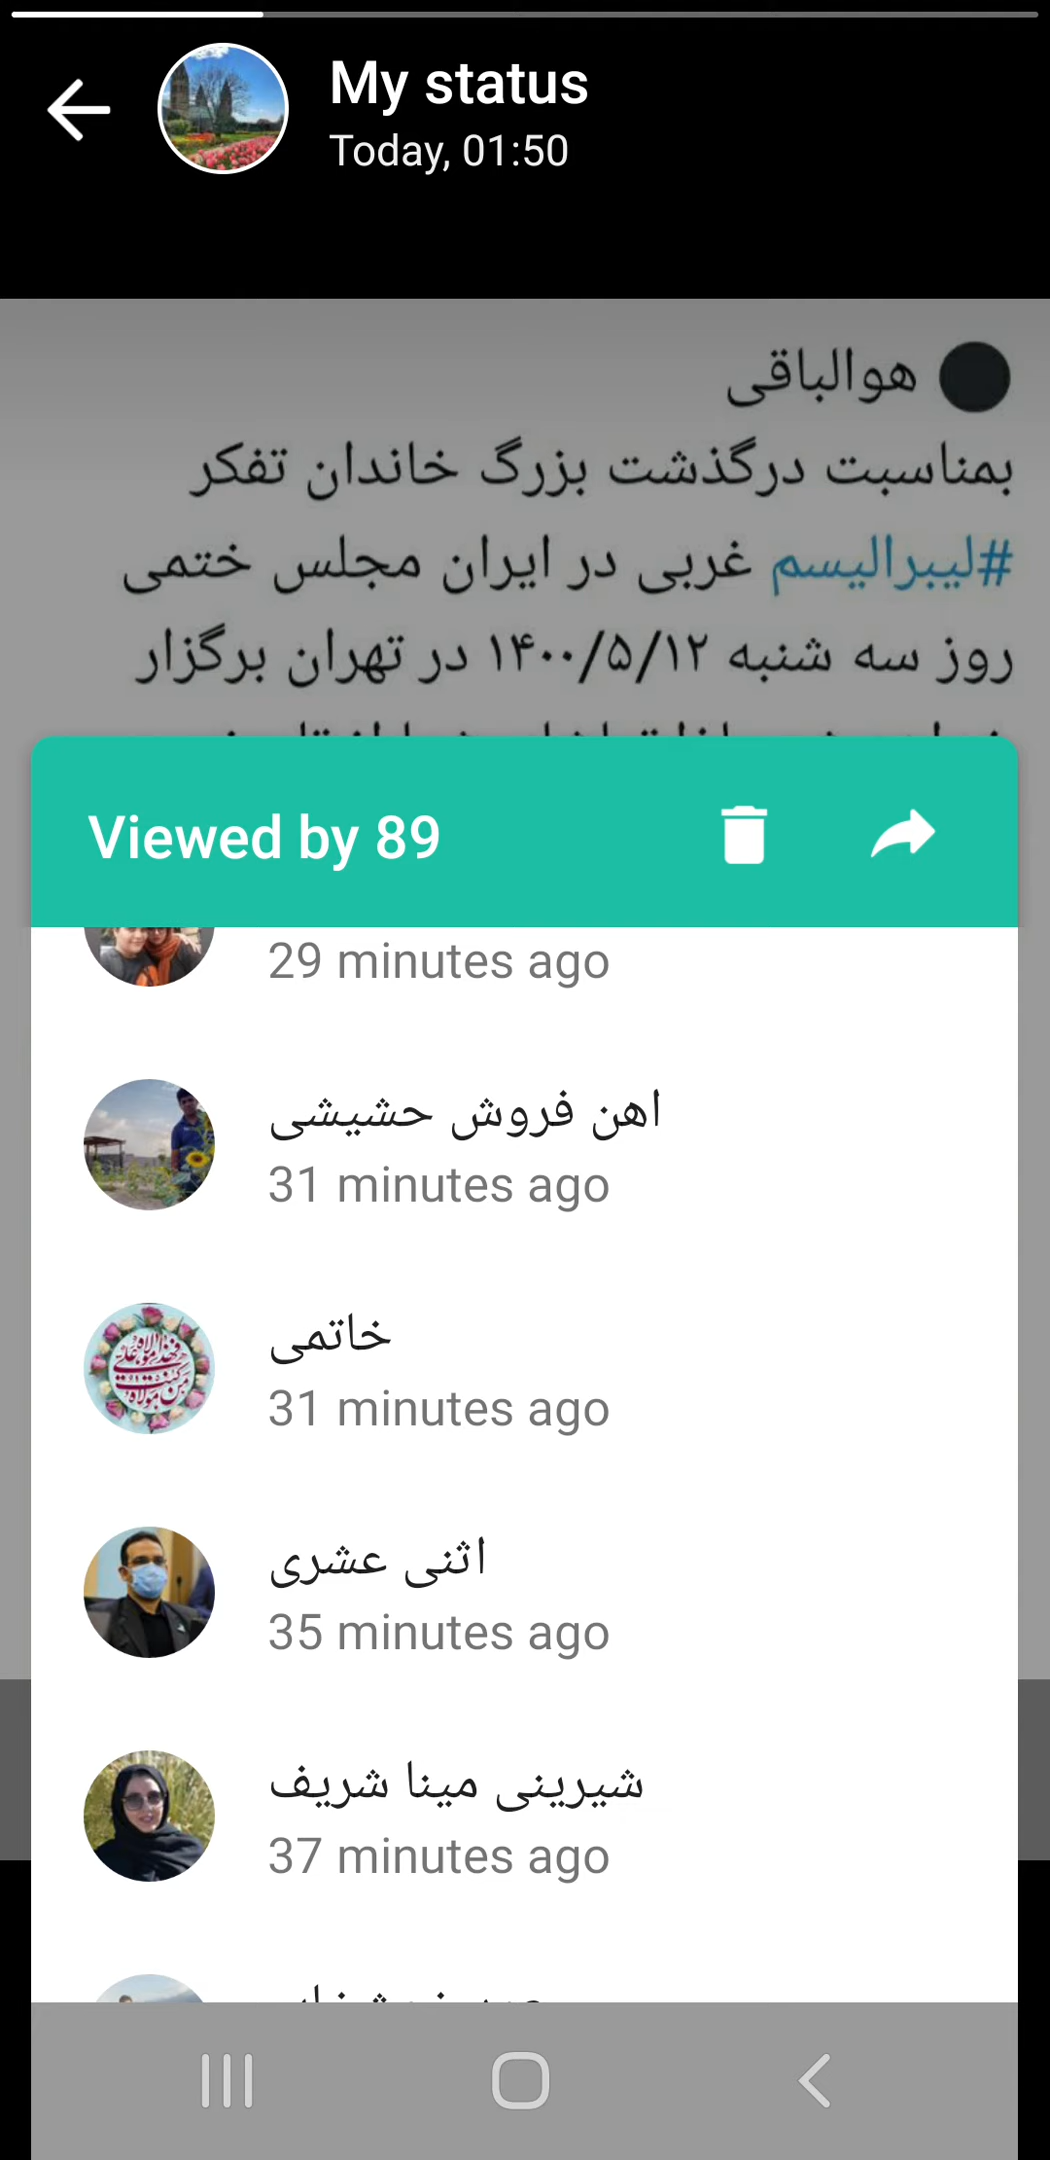 My status
Today, 01:50
هوالباقی
بمناسبت درگذشت بزرگ خاندان تفکر
#لیبرالیسم غربی در ایران مجلس ختمی
روز سه شنبه ۱۴۰۰/۵/۱۲ در تهران برگزار
Viewed by 89
29 minutes ago
اهن فروش حشیشی
31 minutes ago
خاتمی
31 minutes ago
اثنی عشری
35 minutes ago
شیرینی مینا شریف
37 minutes ago